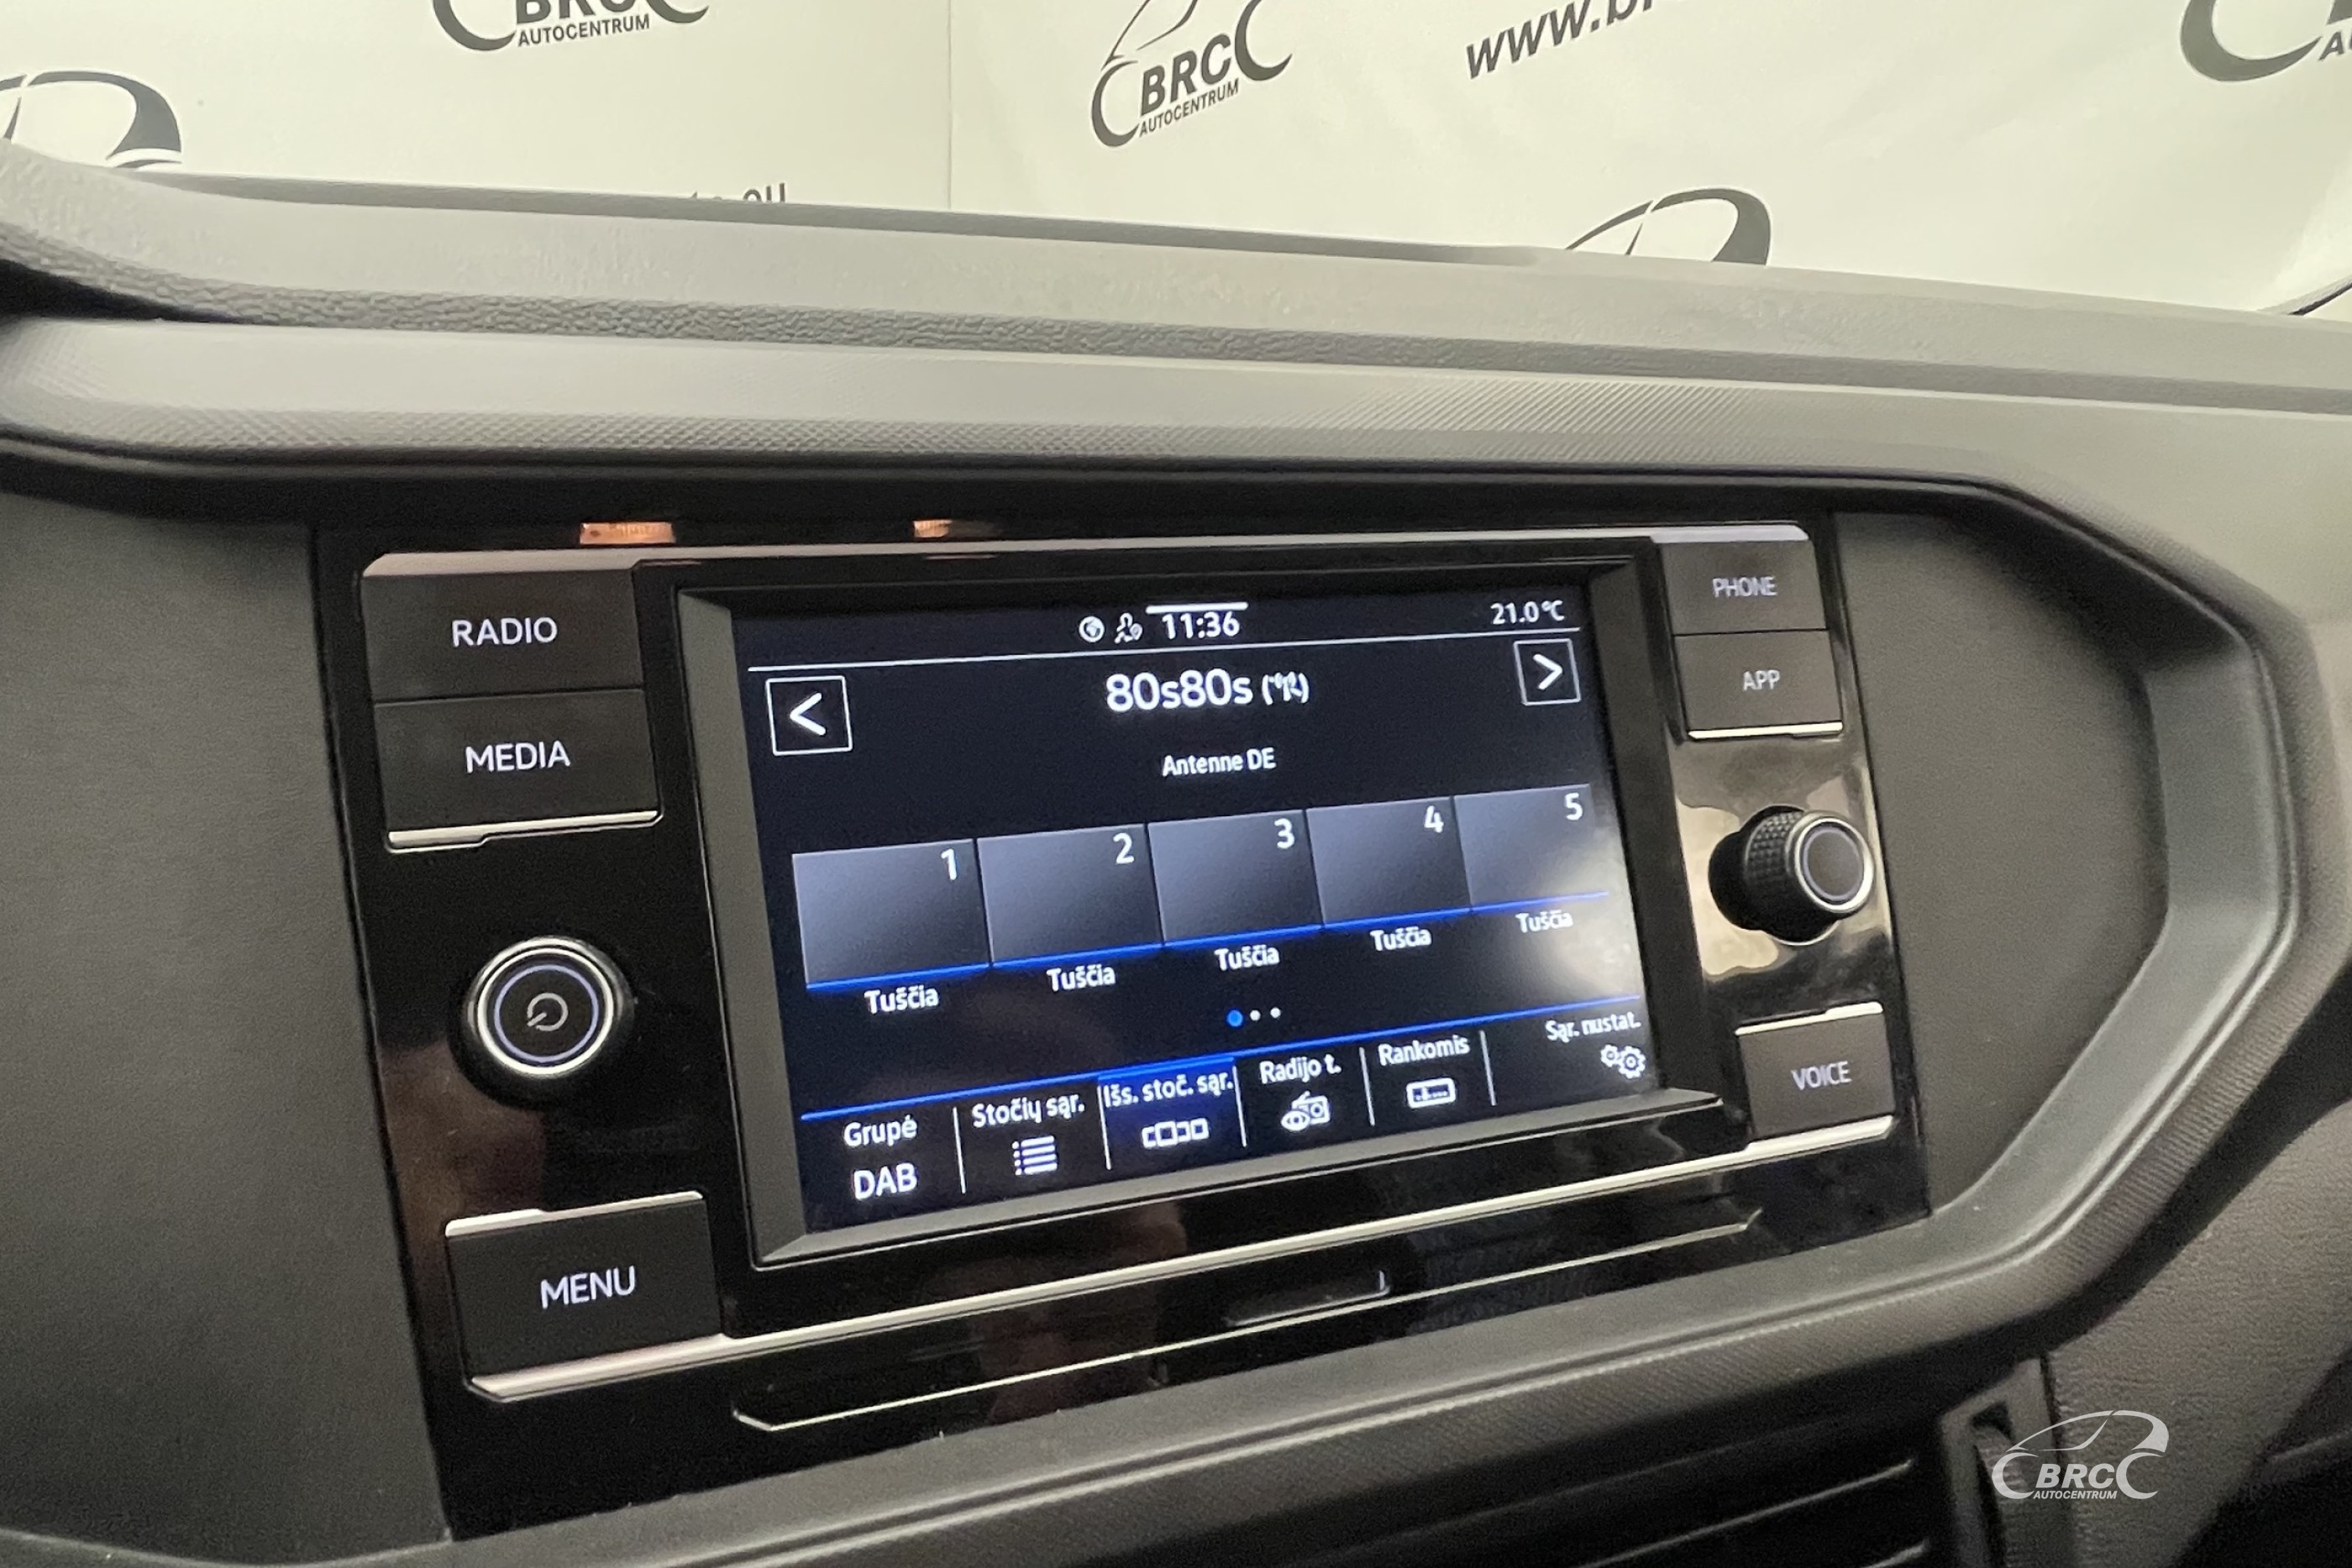 BRC
AUTOCENTRUM
BRC
AUTOCENTRUM
RADIO
MEDIA
MENU
11:36
21.0°C
<
80s80s
>
Antenne DE
1
2
3
4
5
Tuščia
Tuščia
Tuščia
Tuščia
Tuščia
Grupė
DAB
Stočių sąr.
Išs. stoč. sąr.
Radijo t.
Rankomis
Sąr. nustat.
PHONE
APP
VOICE
BRC
AUTOCENTRUM